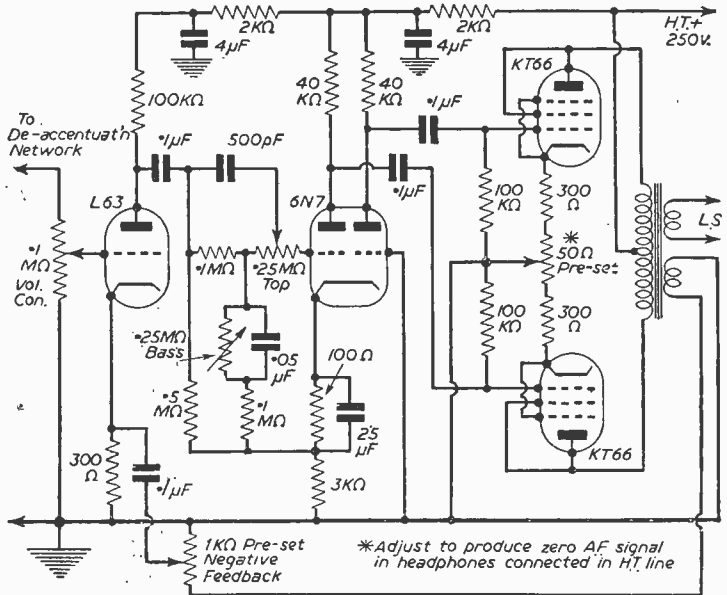 2KΩ
2KΩ
H.T.+
250v.
4μF
4μF
KT66
100KΩ
40
KΩ
40
KΩ
To
De-accentuatn
Network
·1μF
500pF
·1μF
·1μF
L63
6N7
100
KΩ
300
Ω
L.S
·1
MΩ
Vol.
Con.
·1MΩ
·25MΩ
Top
*
50Ω
Pre-set
·25MΩ
Bass
·05
μF
100Ω
100
KΩ
300
Ω
·5
MΩ
·1
MΩ
25
μF
300
Ω
·1μF
3KΩ
KT66
1KΩ Pre-set
Negative
Feedback
*Adjust to produce zero AF signal
in headphones connected in HT line